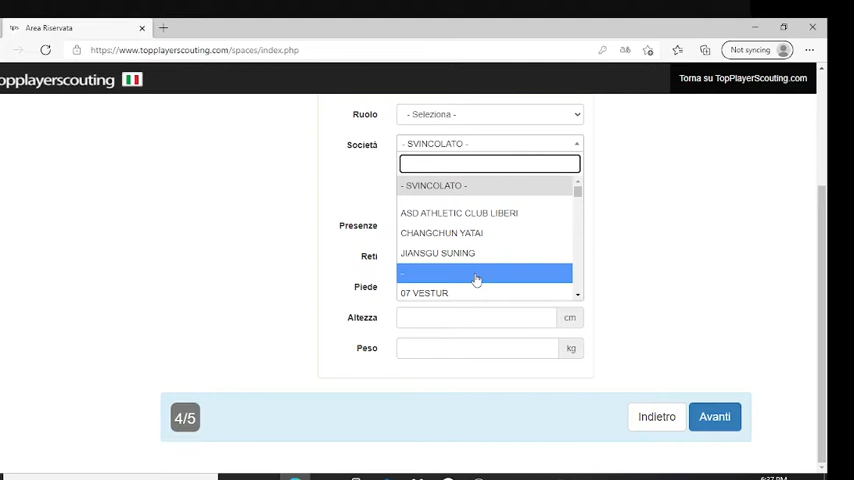 Area Riservata
https://www.topplayerscouting.com/spaces/index.php
Not syncing
opplayerscouting
Torna su TopPlayerScouting.com
Ruolo
- Seleziona -
Società
- SVINCOLATO -
- SVINCOLATO -
ASD ATHLETIC CLUB LIBERI
CHANGCHUN YATAI
JIANSGU SUNING
-
07 VESTUR
Presenze
Reti
Piede
Altezza
cm
Peso
kg
4/5
Indietro
Avanti